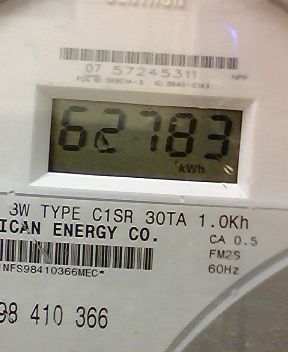 07 57245311 NPF
62783
kWh
3W TYPE C1SR 30TA 1.0Kh
ICAN ENERGY CO. CA 0.5
FM2S
NFS98410366MEC* 60Hz
98 410 366